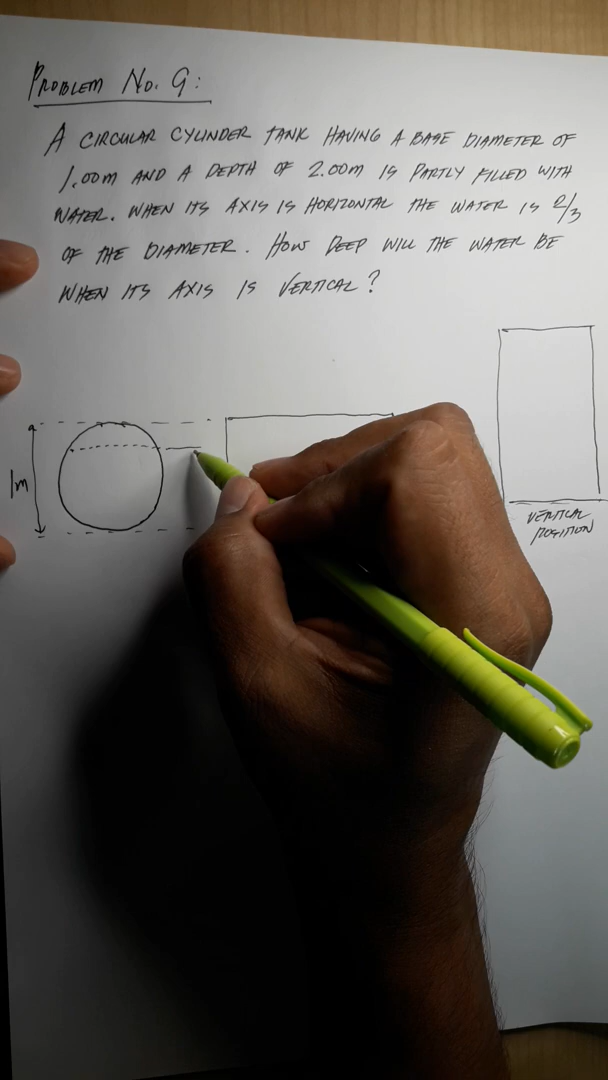 PROBLEM No. 9:
A CIRCULAR CYLINDER TANK HAVING A BASE DIAMETER OF
1.00m AND A DEPTH OF 2.00m IS PARTLY FILLED WITH
WATER. WHEN ITS AXIS IS HORIZONTAL THE WATER IS 2/3
OF THE DIAMETER. HOW DEEP WILL THE WATER BE
WHEN ITS AXIS IS VERTICAL?
1m
VERTICAL
POSITION